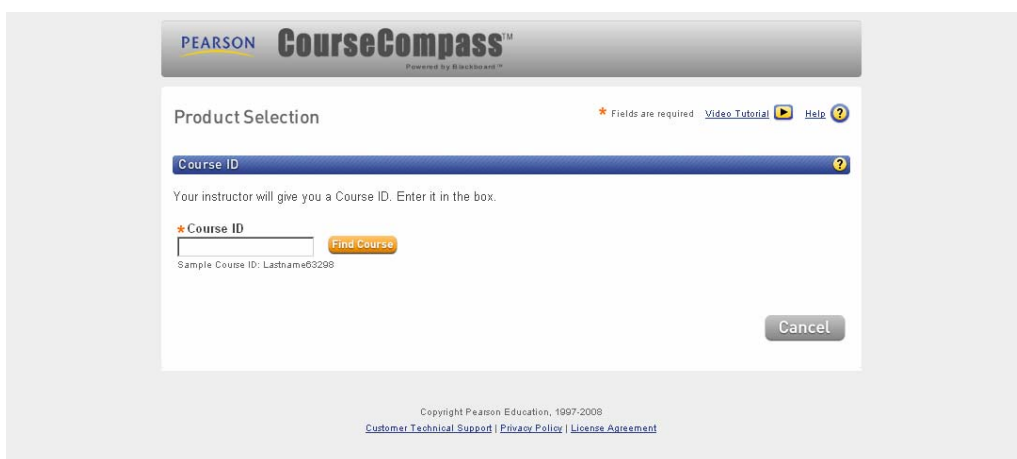 PEARSON CourseCompass™
Powered by Blackboard™
Product Selection
* Fields are required Video Tutorial Help ?
Course ID ?
Your instructor will give you a Course ID. Enter it in the box.
*Course ID
Find Course
Sample Course ID: Lastname63298
Cancel
Copyright Pearson Education, 1997-2008
Customer Technical Support | Privacy Policy | License Agreement